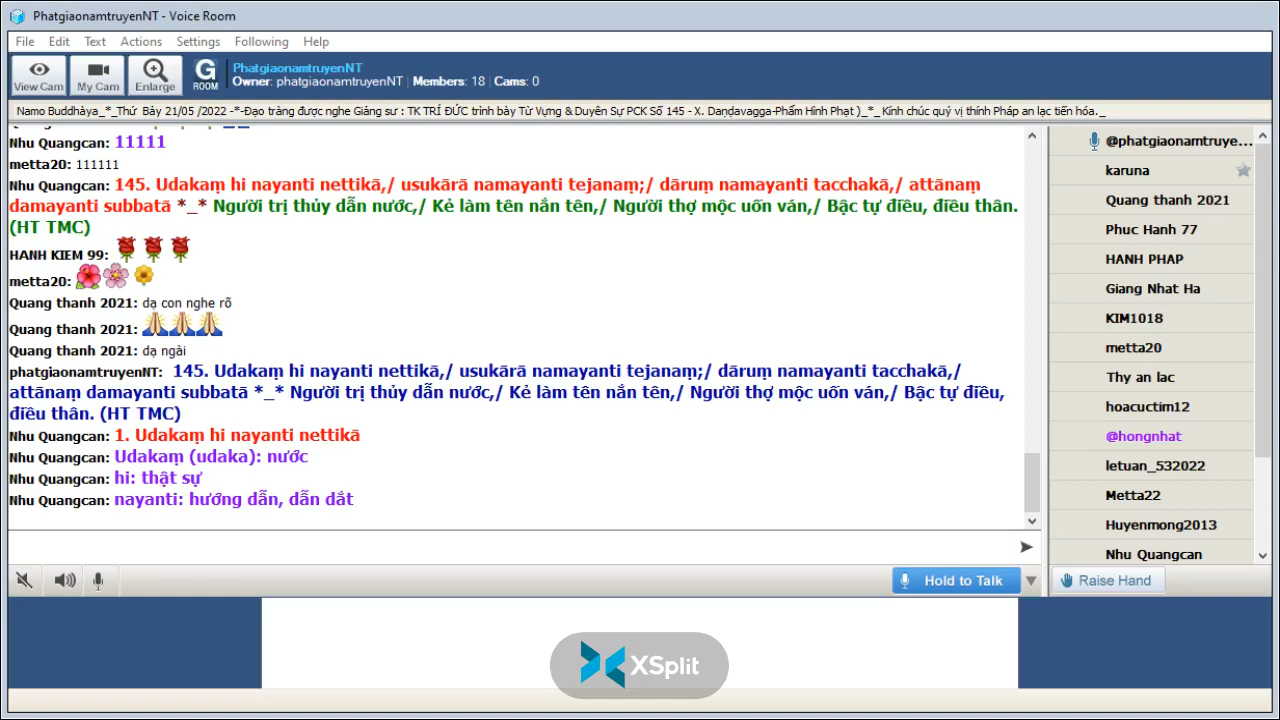 PhatgiaonamtruyenNT - Voice Room
File Edit Text Actions Settings Following Help
View Cam My Cam Enlarge G ROOM
PhatgiaonamtruyenNT
Owner: phatgiaonamtruyenNT | Members: 18 | Cams: 0
Namo Buddhàya_*_Thứ Bảy 21/05 /2022 -*-Đạo tràng được nghe Giảng sư : TK TRÍ ĐỨC trình bày Từ Vựng & Duyên Sự PCK Số 145 - X. Daṇḍavagga-Phẩm Hình Phạt )_*_Kính chúc quý vị thính Pháp an lạc tiến hóa._
Nhu Quangcan: 11111
metta20: 111111
Nhu Quangcan: 145. Udakaṃ hi nayanti nettikā,/ usukārā namayanti tejanaṃ;/ dāruṃ namayanti tacchakā,/ attānaṃ
damayanti subbatā *_* Người trị thủy dẫn nước,/ Kẻ làm tên nắn tên,/ Người thợ mộc uốn ván,/ Bậc tự điều, điều thân.
(HT TMC)
HANH KIEM 99:
metta20:
Quang thanh 2021: dạ con nghe rõ
Quang thanh 2021:
Quang thanh 2021: dạ ngài
phatgiaonamtruyenNT: 145. Udakaṃ hi nayanti nettikā,/ usukārā namayanti tejanaṃ;/ dāruṃ namayanti tacchakā,/
attānaṃ damayanti subbatā *_* Người trị thủy dẫn nước,/ Kẻ làm tên nắn tên,/ Người thợ mộc uốn ván,/ Bậc tự điều,
điều thân. (HT TMC)
Nhu Quangcan: 1. Udakaṃ hi nayanti nettikā
Nhu Quangcan: Udakaṃ (udaka): nước
Nhu Quangcan: hi: thật sự
Nhu Quangcan: nayanti: hướng dẫn, dẫn dắt
@phatgiaonamtruye...
karuna
Quang thanh 2021
Phuc Hanh 77
HANH PHAP
Giang Nhat Ha
KIM1018
metta20
Thy an lac
hoacuctim12
@hongnhat
letuan_532022
Metta22
Huyenmong2013
Nhu Quangcan
Hold to Talk
Raise Hand
XSplit